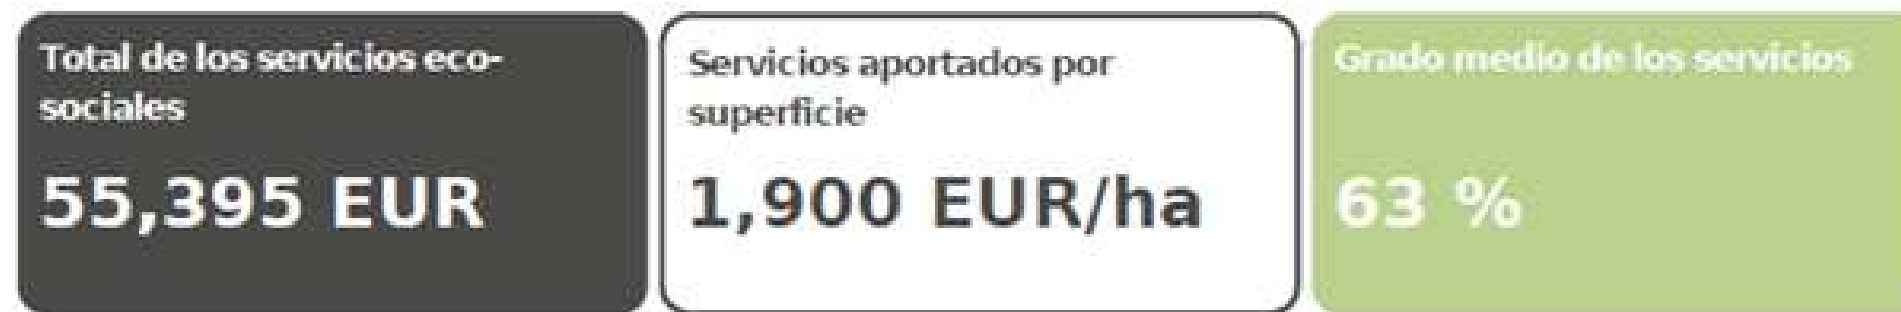 Total de los servicios eco-
sociales
55,395 EUR
Servicios aportados por
superficie
1,900 EUR/ha
Grado medio de los servicios
63 %